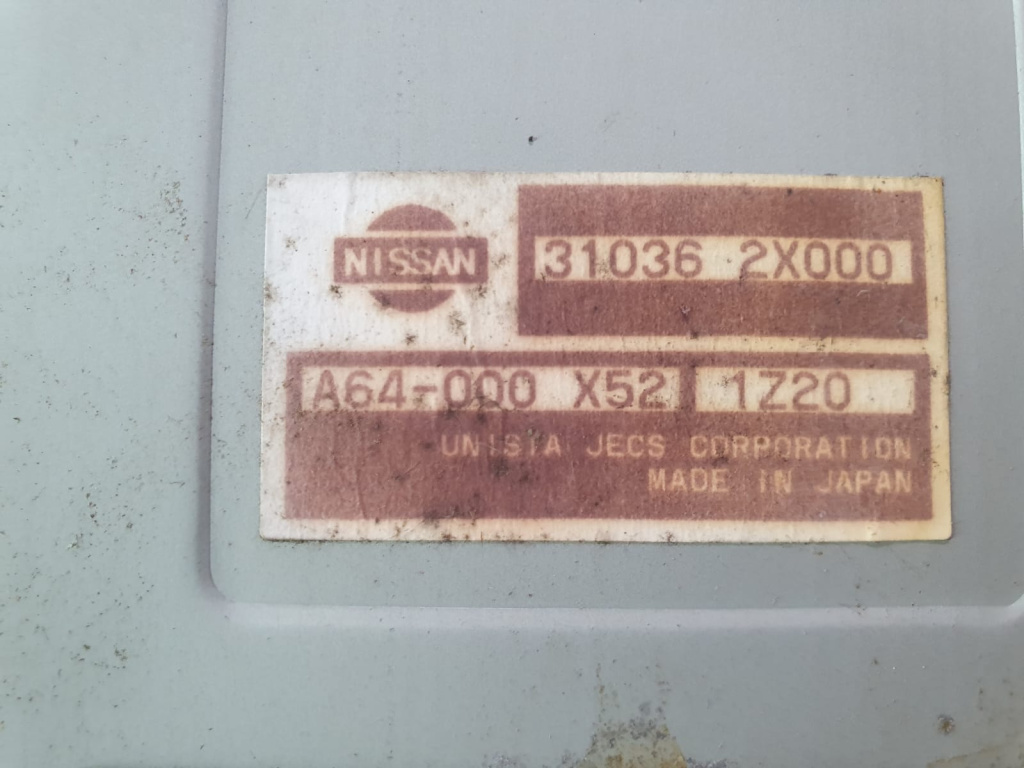 NISSAN
31036 2X000
A64-000 X52 1Z20
UNISIA JECS CORPORATION
MADE IN JAPAN